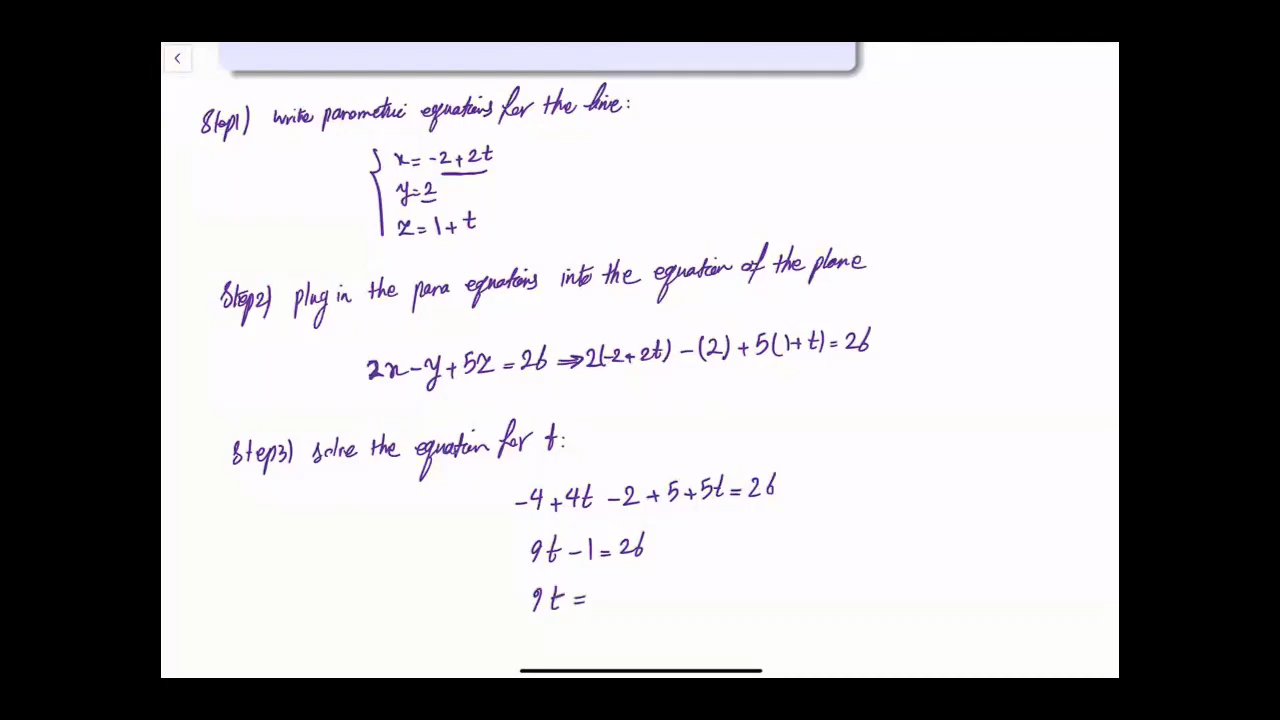 Step1) write parametric equations for the line:
x = -2 + 2t
y = 2
z = 1 + t
Step2) plug in the para equations into the equation of the plane
2x - y + 5z = 26 ⇒ 2(-2 + 2t) - (2) + 5(1 + t) = 26
Step3) solve the equation for t:
-4 + 4t - 2 + 5 + 5t = 26
9t - 1 = 26
9t =